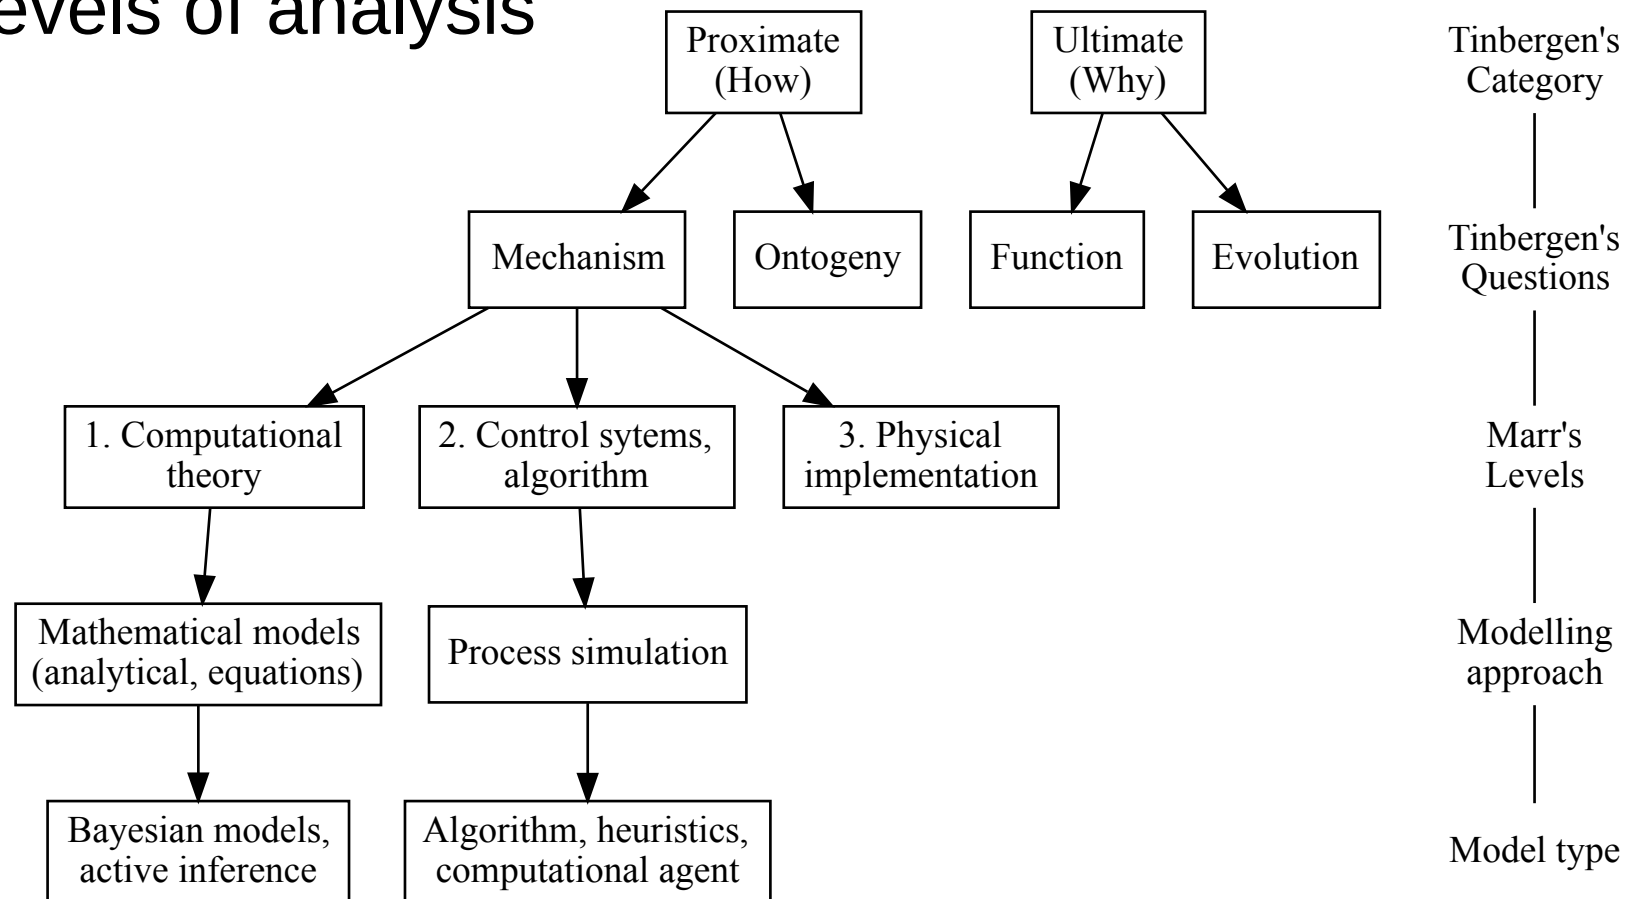 evels of analysis
Proximate
(How)
Ultimate
(Why)
Tinbergen's
Category
Mechanism
Ontogeny
Function
Evolution
Tinbergen's
Questions
1. Computational
theory
2. Control sytems,
algorithm
3. Physical
implementation
Marr's
Levels
Mathematical models
(analytical, equations)
Process simulation
Modelling
approach
Bayesian models,
active inference
Algorithm, heuristics,
computational agent
Model type